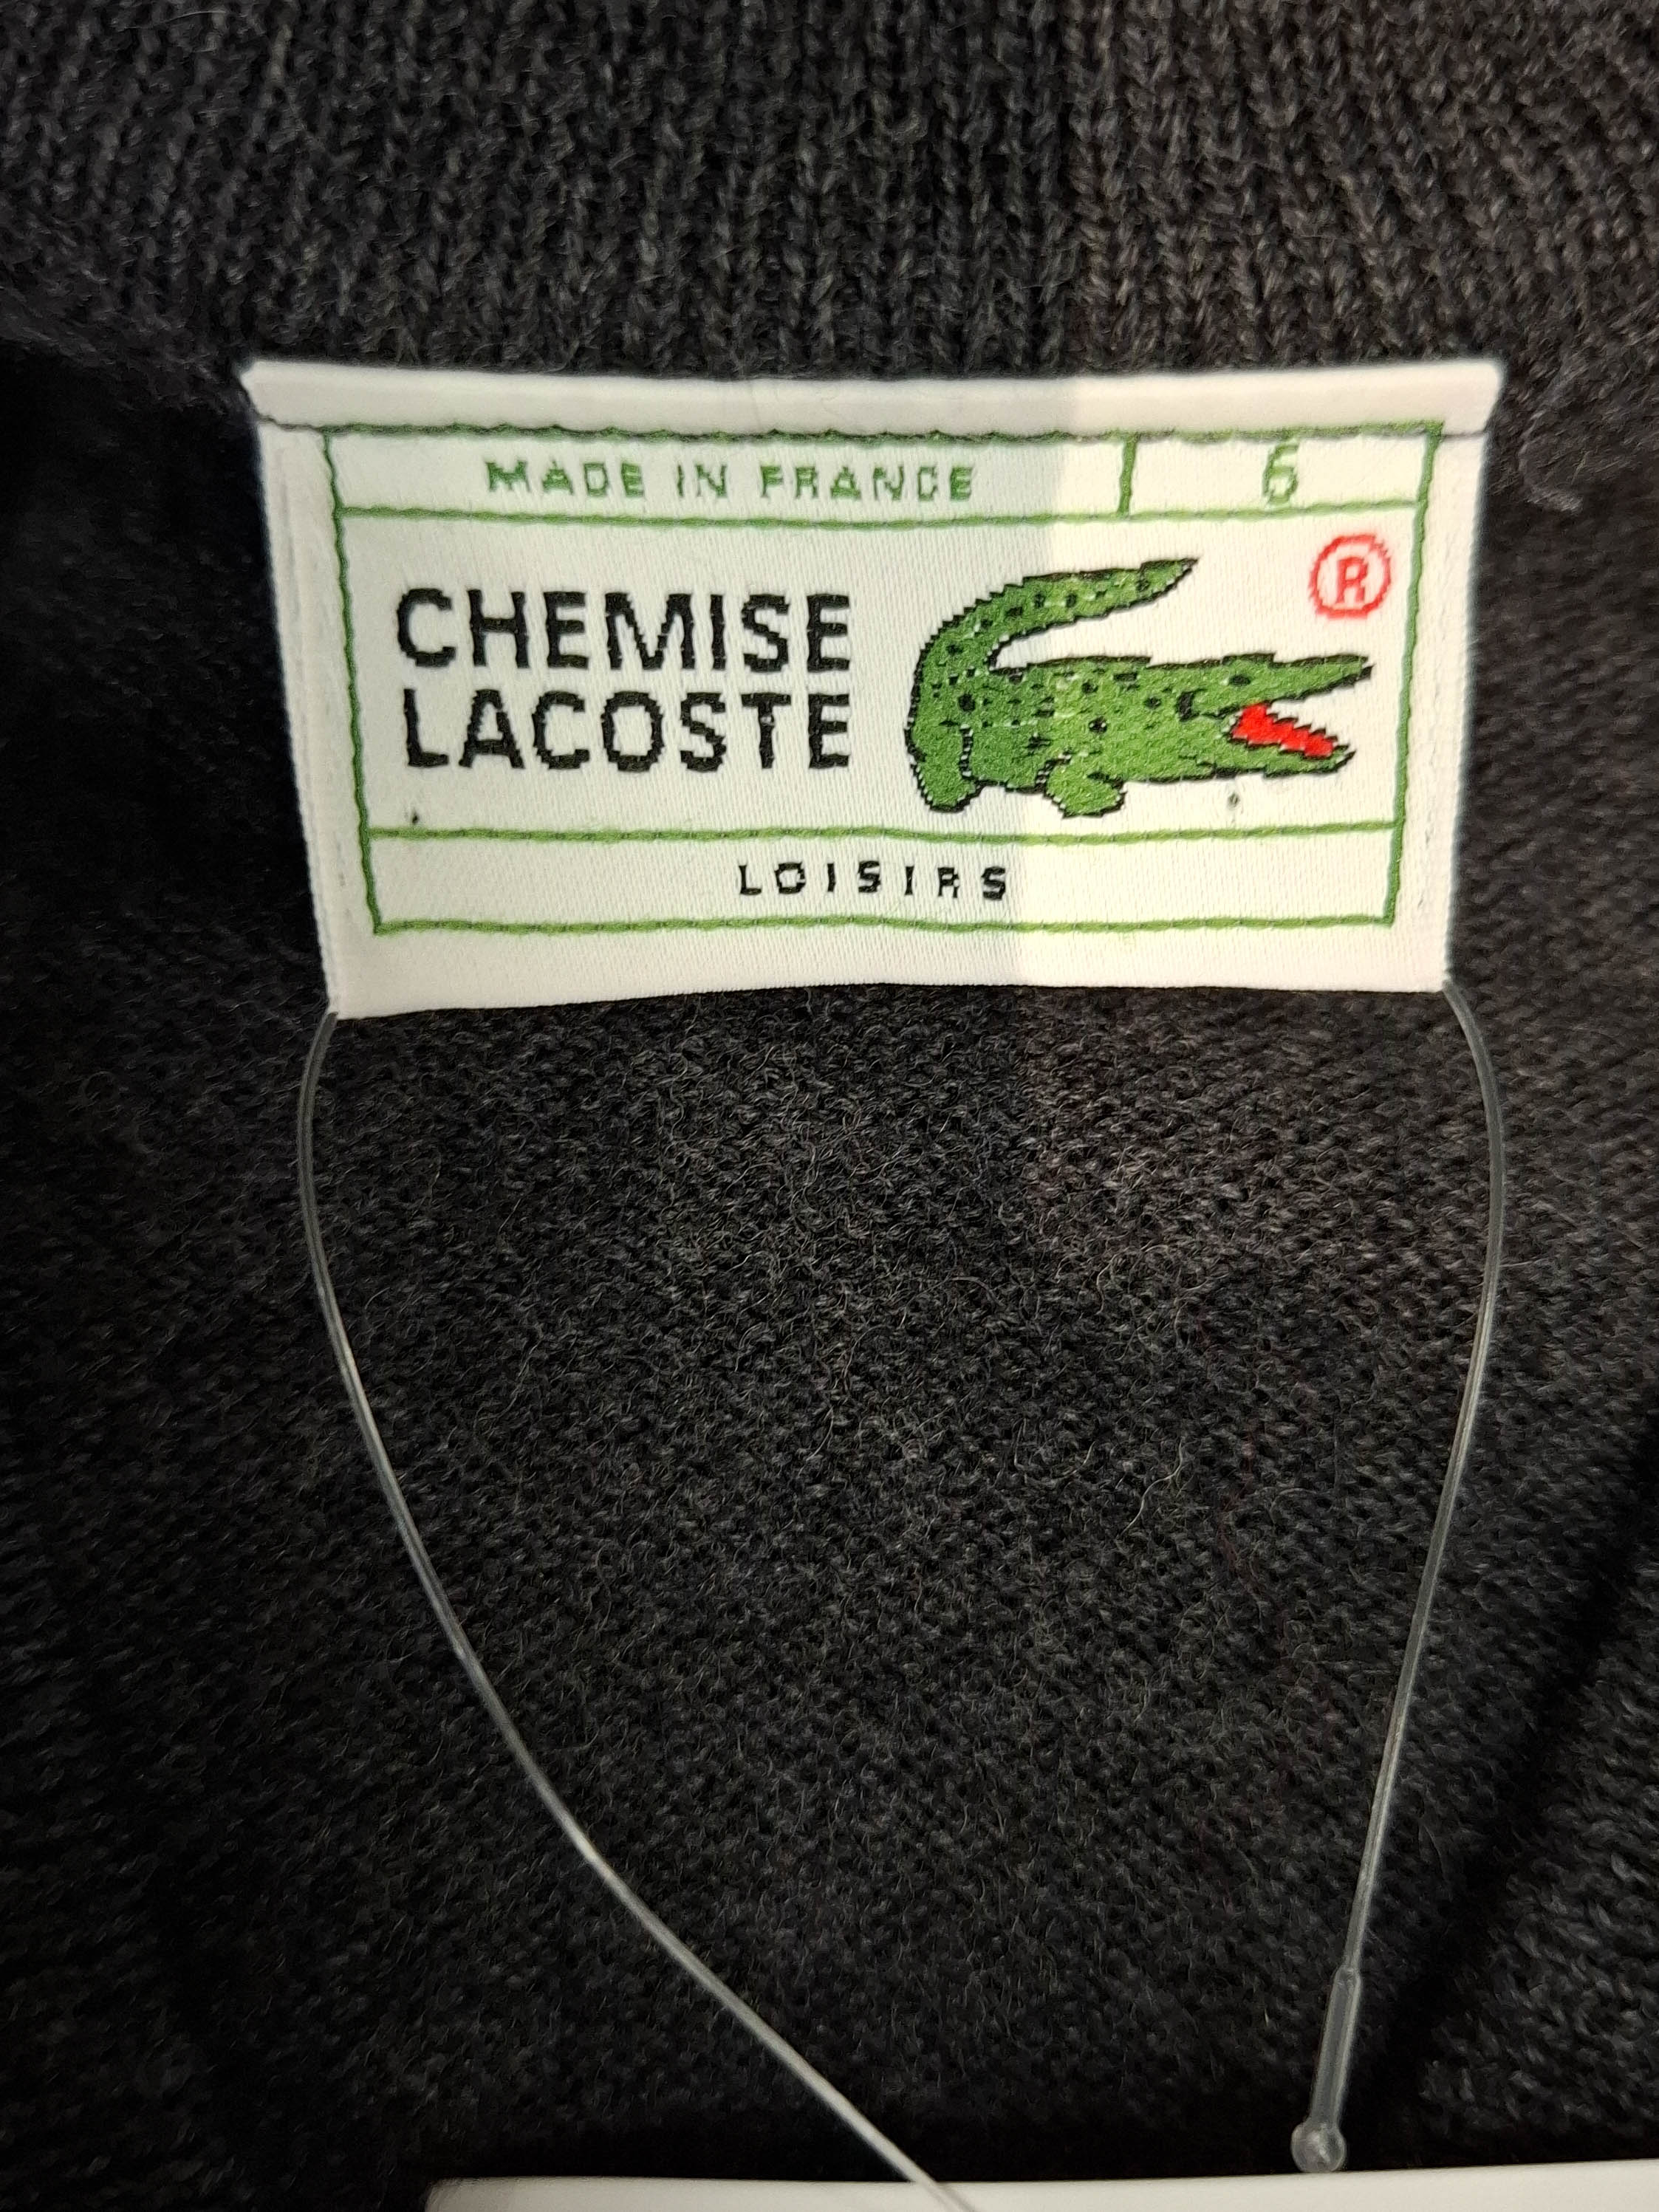 MADE IN FRANCE 6
CHEMISE ®
LACOSTE
LOISIRS